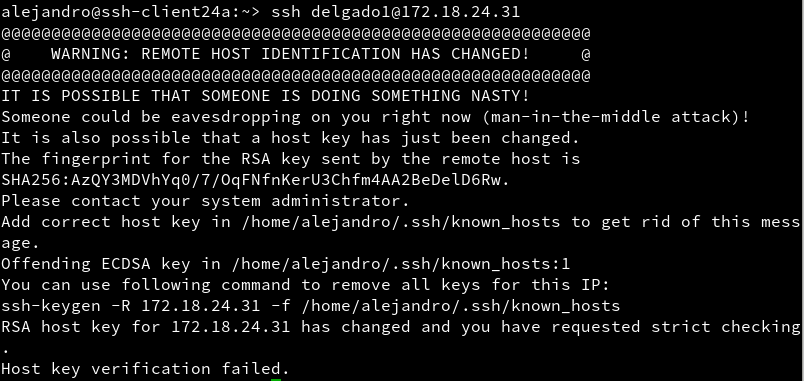 alejandro@ssh-client24a:~> ssh delgado1@172.18.24.31
@@@@@@@@@@@@@@@@@@@@@@@@@@@@@@@@@@@@@@@@@@@@@@@@@@@@@@@@@@@
@    WARNING: REMOTE HOST IDENTIFICATION HAS CHANGED!     @
@@@@@@@@@@@@@@@@@@@@@@@@@@@@@@@@@@@@@@@@@@@@@@@@@@@@@@@@@@@
IT IS POSSIBLE THAT SOMEONE IS DOING SOMETHING NASTY!
Someone could be eavesdropping on you right now (man-in-the-middle attack)!
It is also possible that a host key has just been changed.
The fingerprint for the RSA key sent by the remote host is
SHA256:AzQY3MDVhYq0/7/OqFNfnKerU3Chfm4AA2BeDelD6Rw.
Please contact your system administrator.
Add correct host key in /home/alejandro/.ssh/known_hosts to get rid of this mess
age.
Offending ECDSA key in /home/alejandro/.ssh/known_hosts:1
You can use following command to remove all keys for this IP:
ssh-keygen -R 172.18.24.31 -f /home/alejandro/.ssh/known_hosts
RSA host key for 172.18.24.31 has changed and you have requested strict checking
.
Host key verification failed.